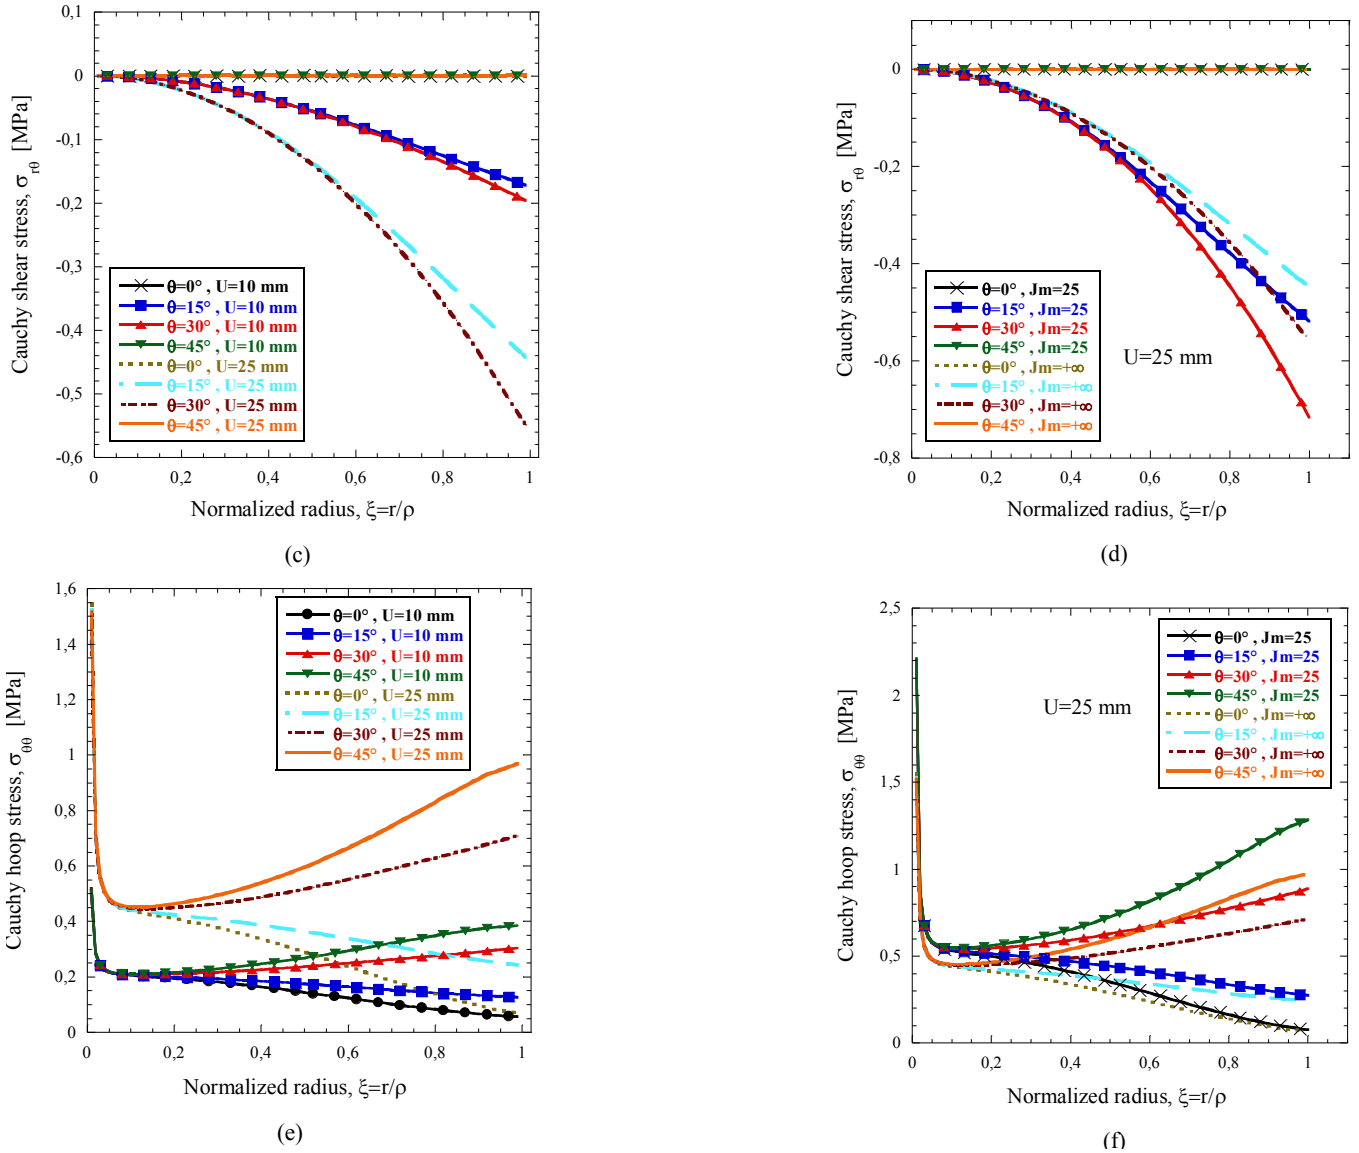 0,1
0
-0,1
-0,2
-0,3
-0,4
-0,5
-0,6
Cauchy shear stress, σrθ [MPa]
θ=0° , U=10 mm
θ=15° , U=10 mm
θ=30° , U=10 mm
θ=45° , U=10 mm
θ=0° , U=25 mm
θ=15° , U=25 mm
θ=30° , U=25 mm
θ=45° , U=25 mm
0 0,2 0,4 0,6 0,8 1
Normalized radius, ξ=r/ρ
(c)
0,1
0
-0,2
-0,4
-0,6
-0,8
Cauchy shear stress, σrθ [MPa]
θ=0° , Jm=25
θ=15° , Jm=25
θ=30° , Jm=25
θ=45° , Jm=25
θ=0° , Jm=+∞
θ=15° , Jm=+∞
θ=30° , Jm=+∞
θ=45° , Jm=+∞
U=25 mm
0 0,2 0,4 0,6 0,8 1
Normalized radius, ξ=r/ρ
(d)
1,6
1,4
1,2
1
0,8
0,6
0,4
0,2
0
Cauchy hoop stress, σθθ [MPa]
θ=0° , U=10 mm
θ=15° , U=10 mm
θ=30° , U=10 mm
θ=45° , U=10 mm
θ=0° , U=25 mm
θ=15° , U=25 mm
θ=30° , U=25 mm
θ=45° , U=25 mm
0 0,2 0,4 0,6 0,8 1
Normalized radius, ξ=r/ρ
(e)
2,5
2
1,5
1
0,5
0
Cauchy hoop stress, σθθ [MPa]
U=25 mm
θ=0° , Jm=25
θ=15° , Jm=25
θ=30° , Jm=25
θ=45° , Jm=25
θ=0° , Jm=+∞
θ=15° , Jm=+∞
θ=30° , Jm=+∞
θ=45° , Jm=+∞
0 0,2 0,4 0,6 0,8 1
Normalized radius, ξ=r/ρ
(f)